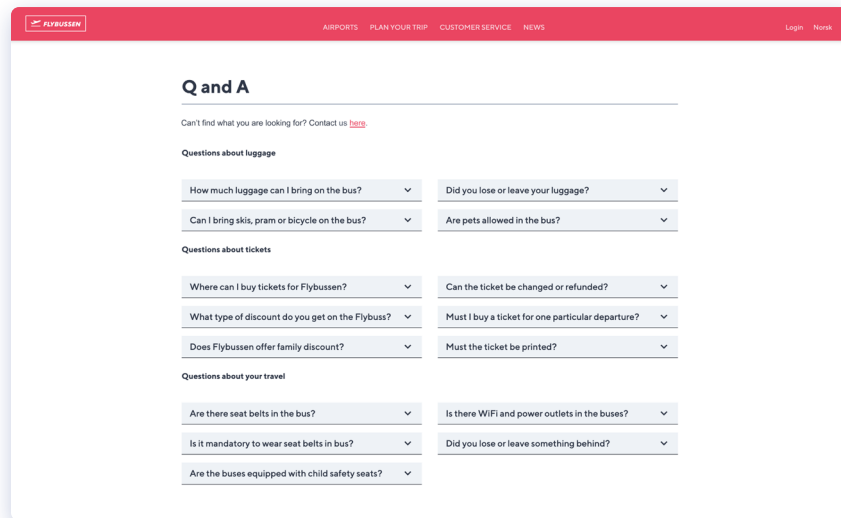 FLYBUSSEN
AIRPORTS PLAN YOUR TRIP CUSTOMER SERVICE NEWS
Login Norsk
Q and A
Can't find what you are looking for? Contact us here.
Questions about luggage
How much luggage can I bring on the bus?
Did you lose or leave your luggage?
Can I bring skis, pram or bicycle on the bus?
Are pets allowed in the bus?
Questions about tickets
Where can I buy tickets for Flybussen?
Can the ticket be changed or refunded?
What type of discount do you get on the Flybuss?
Must I buy a ticket for one particular departure?
Does Flybussen offer family discount?
Must the ticket be printed?
Questions about your travel
Are there seat belts in the bus?
Is there WiFi and power outlets in the buses?
Is it mandatory to wear seat belts in bus?
Did you lose or leave something behind?
Are the buses equipped with child safety seats?